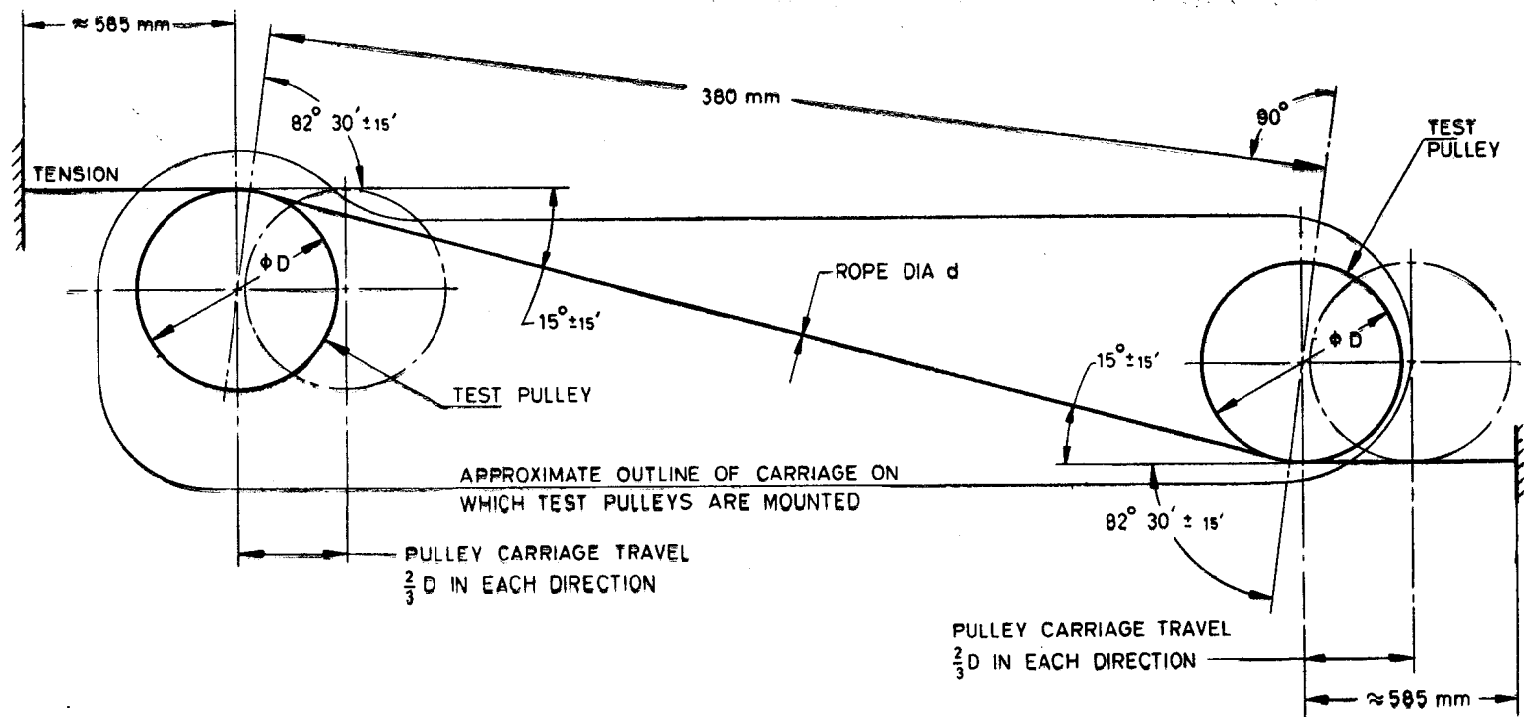 ≈ 585 mm
380 mm
82° 30′ ± 15′
90°
TEST
PULLEY
TENSION
ϕ D
ROPE DIA d
15° ± 15′
ϕ D
15° ± 15′
TEST PULLEY
APPROXIMATE OUTLINE OF CARRIAGE ON
WHICH TEST PULLEYS ARE MOUNTED
82° 30′ ± 15′
PULLEY CARRIAGE TRAVEL
2/3 D IN EACH DIRECTION
PULLEY CARRIAGE TRAVEL
2/3 D IN EACH DIRECTION
≈ 585 mm